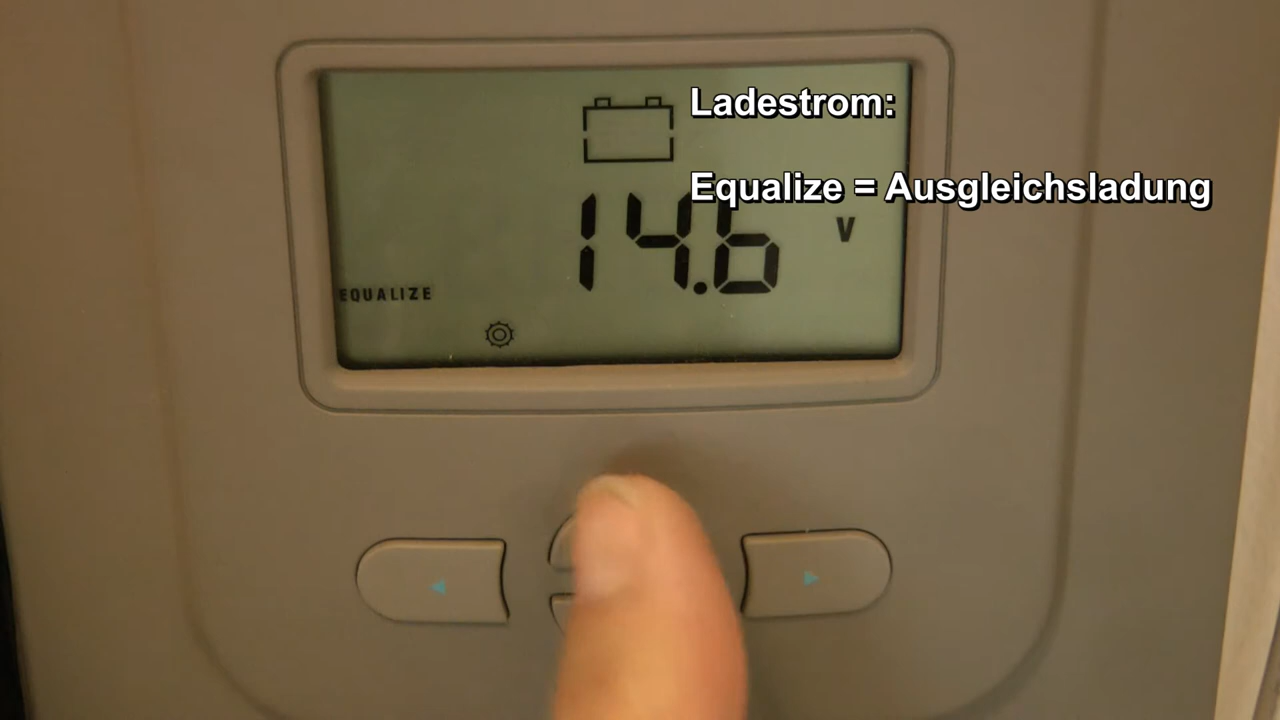 Ladestrom:
Equalize = Ausgleichsladung
14.6 V
EQUALIZE